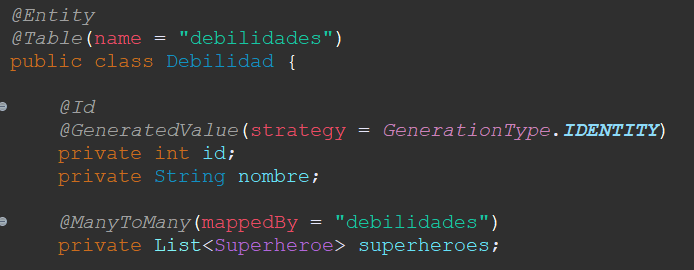 @Entity
@Table(name = "debilidades")
public class Debilidad {
@Id
@GeneratedValue(strategy = GenerationType.IDENTITY)
private int id;
private String nombre;
@ManyToMany(mappedBy = "debilidades")
private List<Superheroe> superheroes;